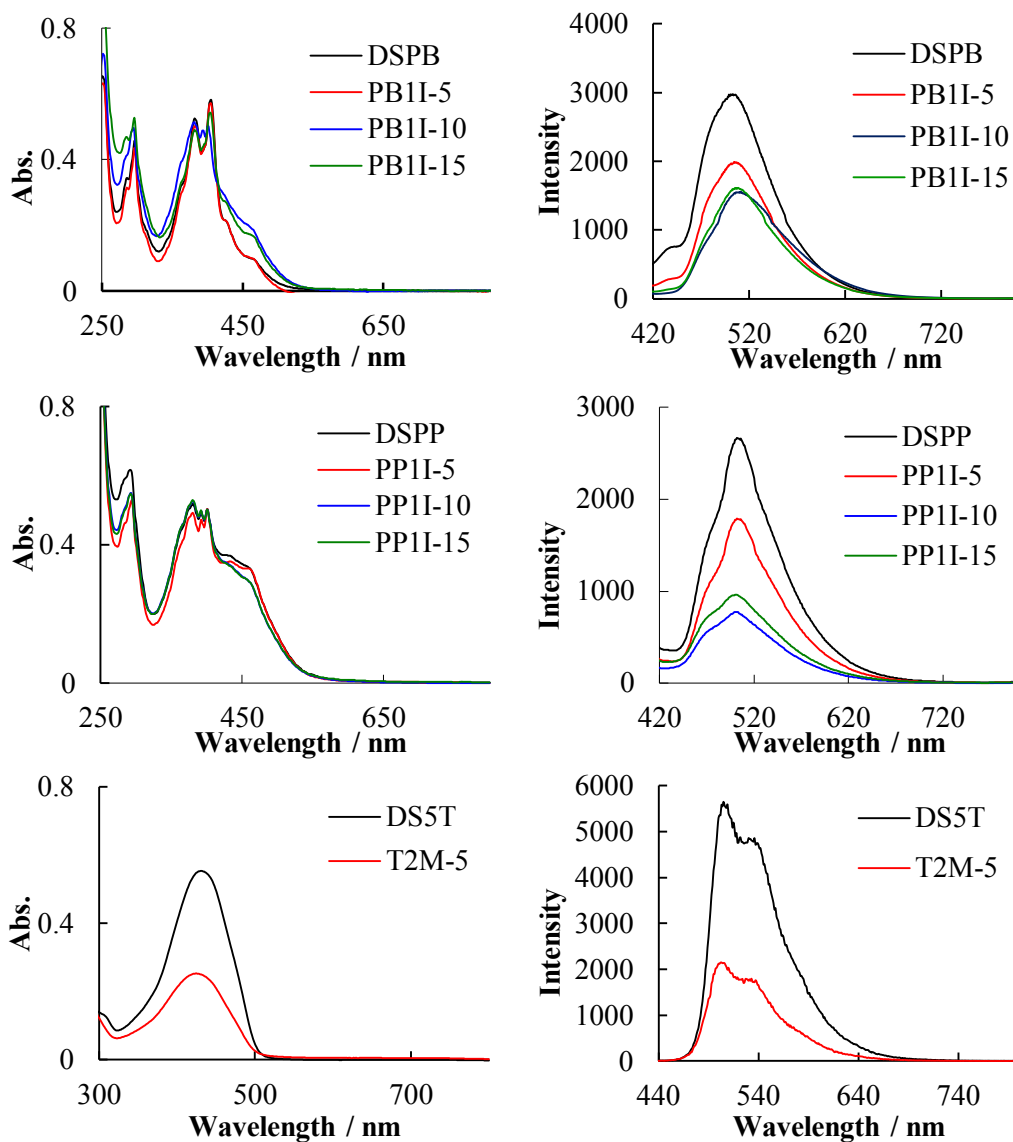 0.8
0.4
0
Abs.
250
450
650
Wavelength / nm
DSPB
PB1I-5
PB1I-10
PB1I-15
4000
3000
2000
1000
0
Intensity
420
520
620
720
Wavelength / nm
DSPB
PB1I-5
PB1I-10
PB1I-15
0.8
0.4
0
Abs.
250
450
650
Wavelength / nm
DSPP
PP1I-5
PP1I-10
PP1I-15
3000
2000
1000
0
Intensity
420
520
620
720
Wavelength / nm
DSPP
PP1I-5
PP1I-10
PP1I-15
0.8
0.4
0
Abs.
300
500
700
Wavelength / nm
DS5T
T2M-5
6000
5000
4000
3000
2000
1000
0
Intensity
440
540
640
740
Wavelength / nm
DS5T
T2M-5